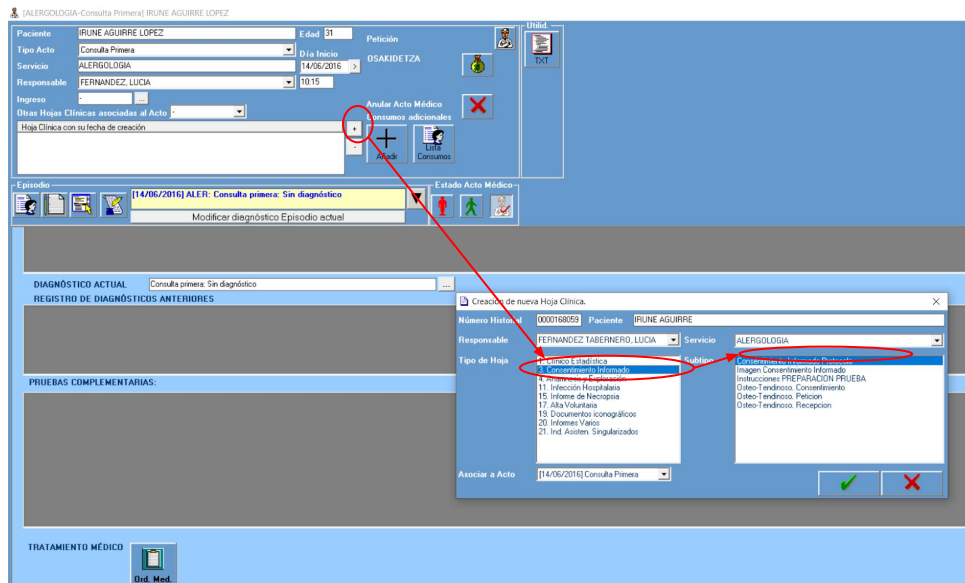 [ALERGOLOGIA-Consulta Primera] IRUNE AGUIRRE LOPEZ
Paciente IRUNE AGUIRRE LOPEZ Edad 31
Tipo Acto Consulta Primera Día Inicio
Servicio ALERGOLOGIA 14/06/2016 >
Responsable FERNANDEZ, LUCIA 10:15
Ingreso - ...
Otras Hojas Clínicas asociadas al Acto -
Hoja Clínica con su fecha de creación
+
-
Petición
OSAKIDETZA
Anular Acto Médico
Consumos adicionales
Añadir
Lista Consumos
Utilid.
TXT
Episodio
[14/06/2016] ALER: Consulta primera: Sin diagnóstico
Modificar diagnóstico Episodio actual
Estado Acto Médico
DIAGNÓSTICO ACTUAL Consulta primera: Sin diagnóstico ...
REGISTRO DE DIAGNÓSTICOS ANTERIORES
PRUEBAS COMPLEMENTARIAS:
TRATAMIENTO MÉDICO
Ord. Med.
Creación de nueva Hoja Clínica.
Número Historial 0000168059 Paciente IRUNE AGUIRRE
Responsable FERNANDEZ TABERNERO, LUCIA Servicio ALERGOLOGIA
Tipo de Hoja
1. Clínico Estadística
3. Consentimiento Informado
4. Anamnesis y Exploración
11. Infección Hospitalaria
15. Informe de Necropsia
17. Alta Voluntaria
19. Documentos iconográficos
20. Informes Varios
21. Ind. Asisten. Singularizados
Subtipo
Consentimiento Informado
Imagen Consentimiento Informado
Instrucciones PREPARACION PRUEBA
Osteo-Tendinoso. Consentimiento
Osteo-Tendinoso. Peticion
Osteo-Tendinoso. Recepcion
Asociar a Acto [14/06/2016] Consulta Primera